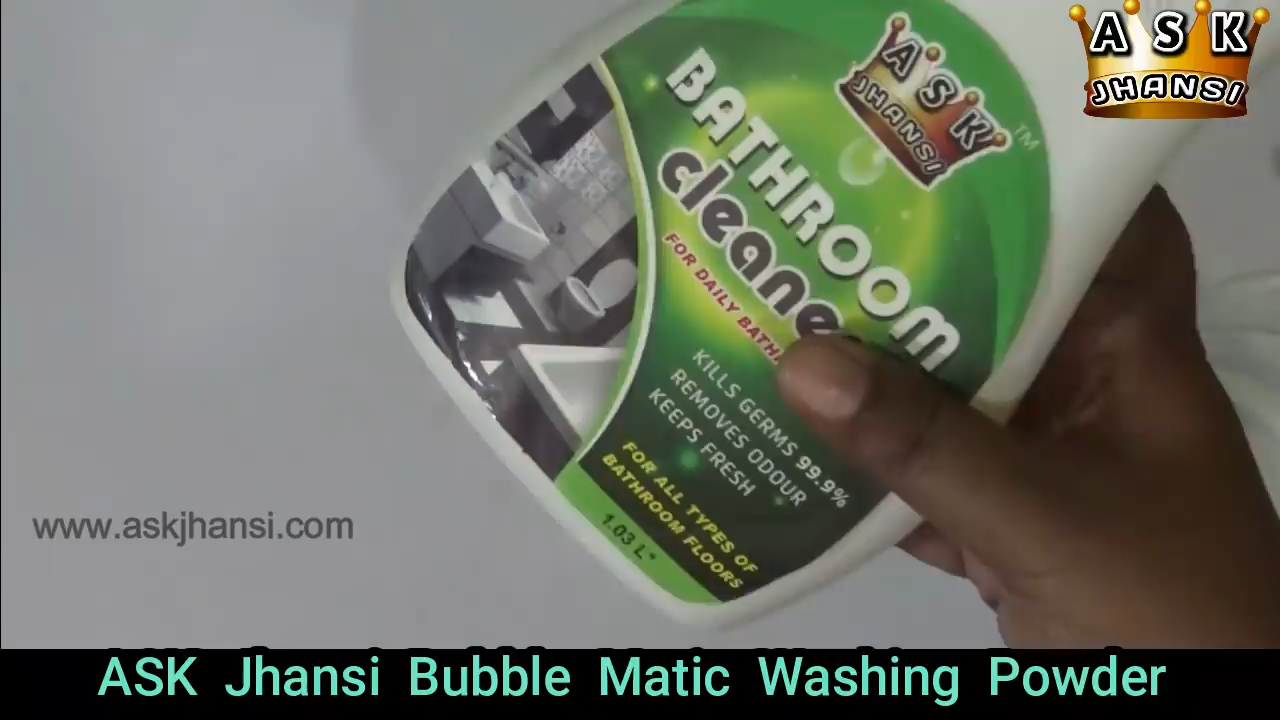 A S K
JHANSI
A S K
JHANSI
TM
BATHROOM
cleane
FOR DAILY BATH
KILLS GERMS 99.9%
REMOVES ODOUR
KEEPS FRESH
FOR ALL TYPES OF
BATHROOM FLOORS
1.03 L*
www.askjhansi.com
ASK Jhansi Bubble Matic Washing Powder